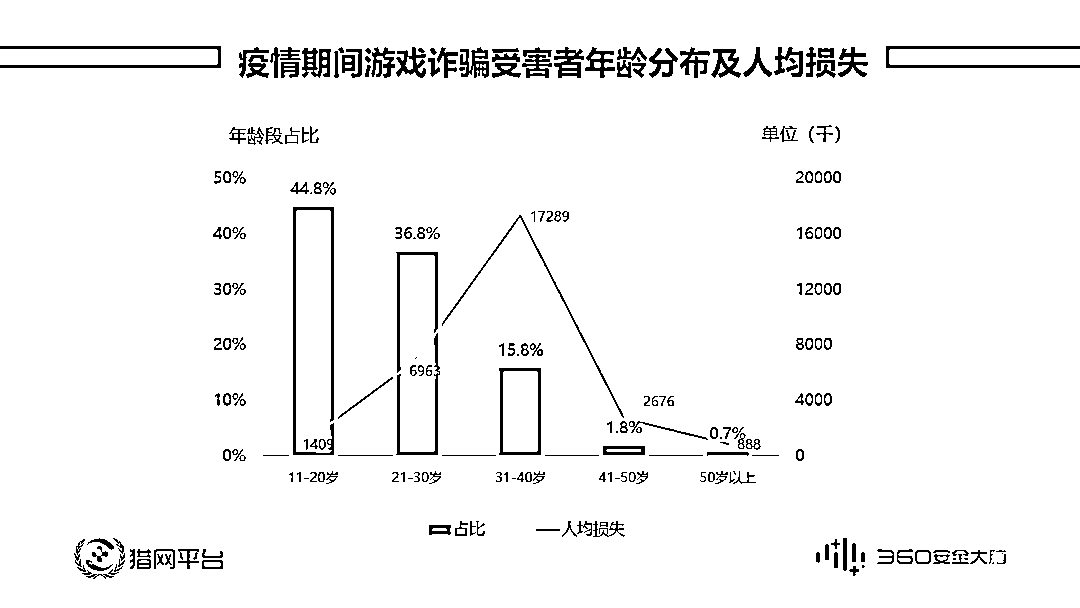 疫情期间游戏诈骗受害者年龄分布及人均损失
年龄段占比
单位（千）
50%
44.8%
20000
40%
36.8%
17289
16000
30%
12000
20%
15.8%
8000
6963
10%
2676
4000
1409
1.8%
0.7%
888
0%
0
11-20岁
21-30岁
31-40岁
41-50岁
50岁以上
占比
人均损失
猎网平台
360安全大脑